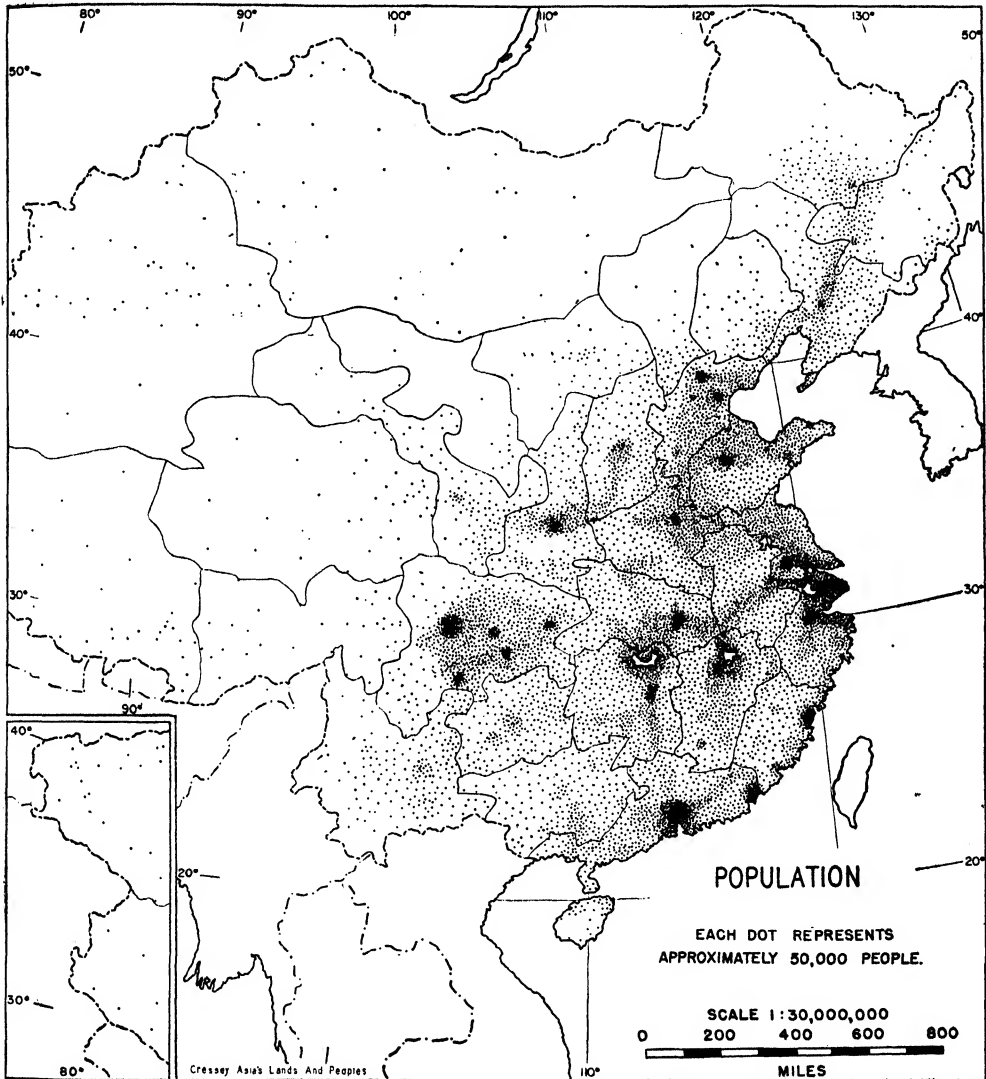 80° 90° 100° 110° 120° 130°
50° 50°
40° 40°
30° 30°
90°
40°
20° 20°
POPULATION
EACH DOT REPRESENTS
APPROXIMATELY 50,000 PEOPLE.
30°
SCALE 1:30,000,000
0 200 400 600 800
MILES
80° Cressey Asia's Lands And Peoples 110°